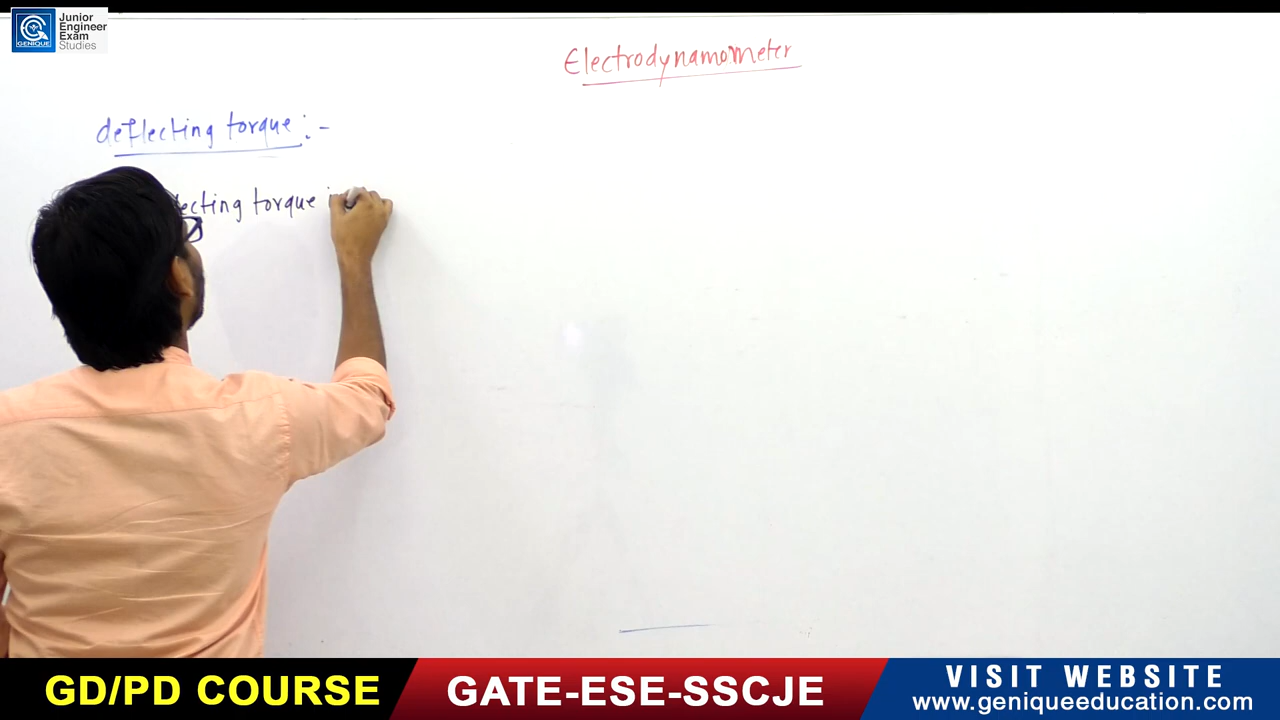 GENIQUE
Junior
Engineer
Exam
Studies
Electrodynamometer
deflecting torque :-
torque
GD/PD COURSE
GATE-ESE-SSCJE
VISIT WEBSITE
www.geniqueeducation.com